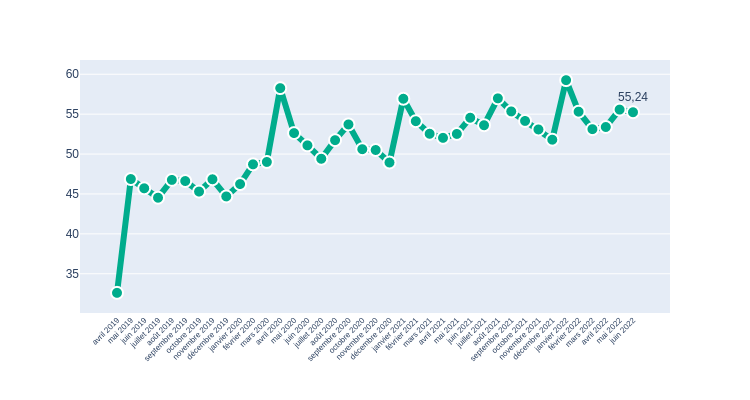 60
55
50
45
40
35
55,24
avril 2019
mai 2019
juin 2019
juillet 2019
août 2019
septembre 2019
octobre 2019
novembre 2019
décembre 2019
janvier 2020
février 2020
mars 2020
avril 2020
mai 2020
juin 2020
juillet 2020
août 2020
septembre 2020
octobre 2020
novembre 2020
décembre 2020
janvier 2021
février 2021
mars 2021
avril 2021
mai 2021
juin 2021
juillet 2021
août 2021
septembre 2021
octobre 2021
novembre 2021
décembre 2021
janvier 2022
février 2022
mars 2022
avril 2022
mai 2022
juin 2022